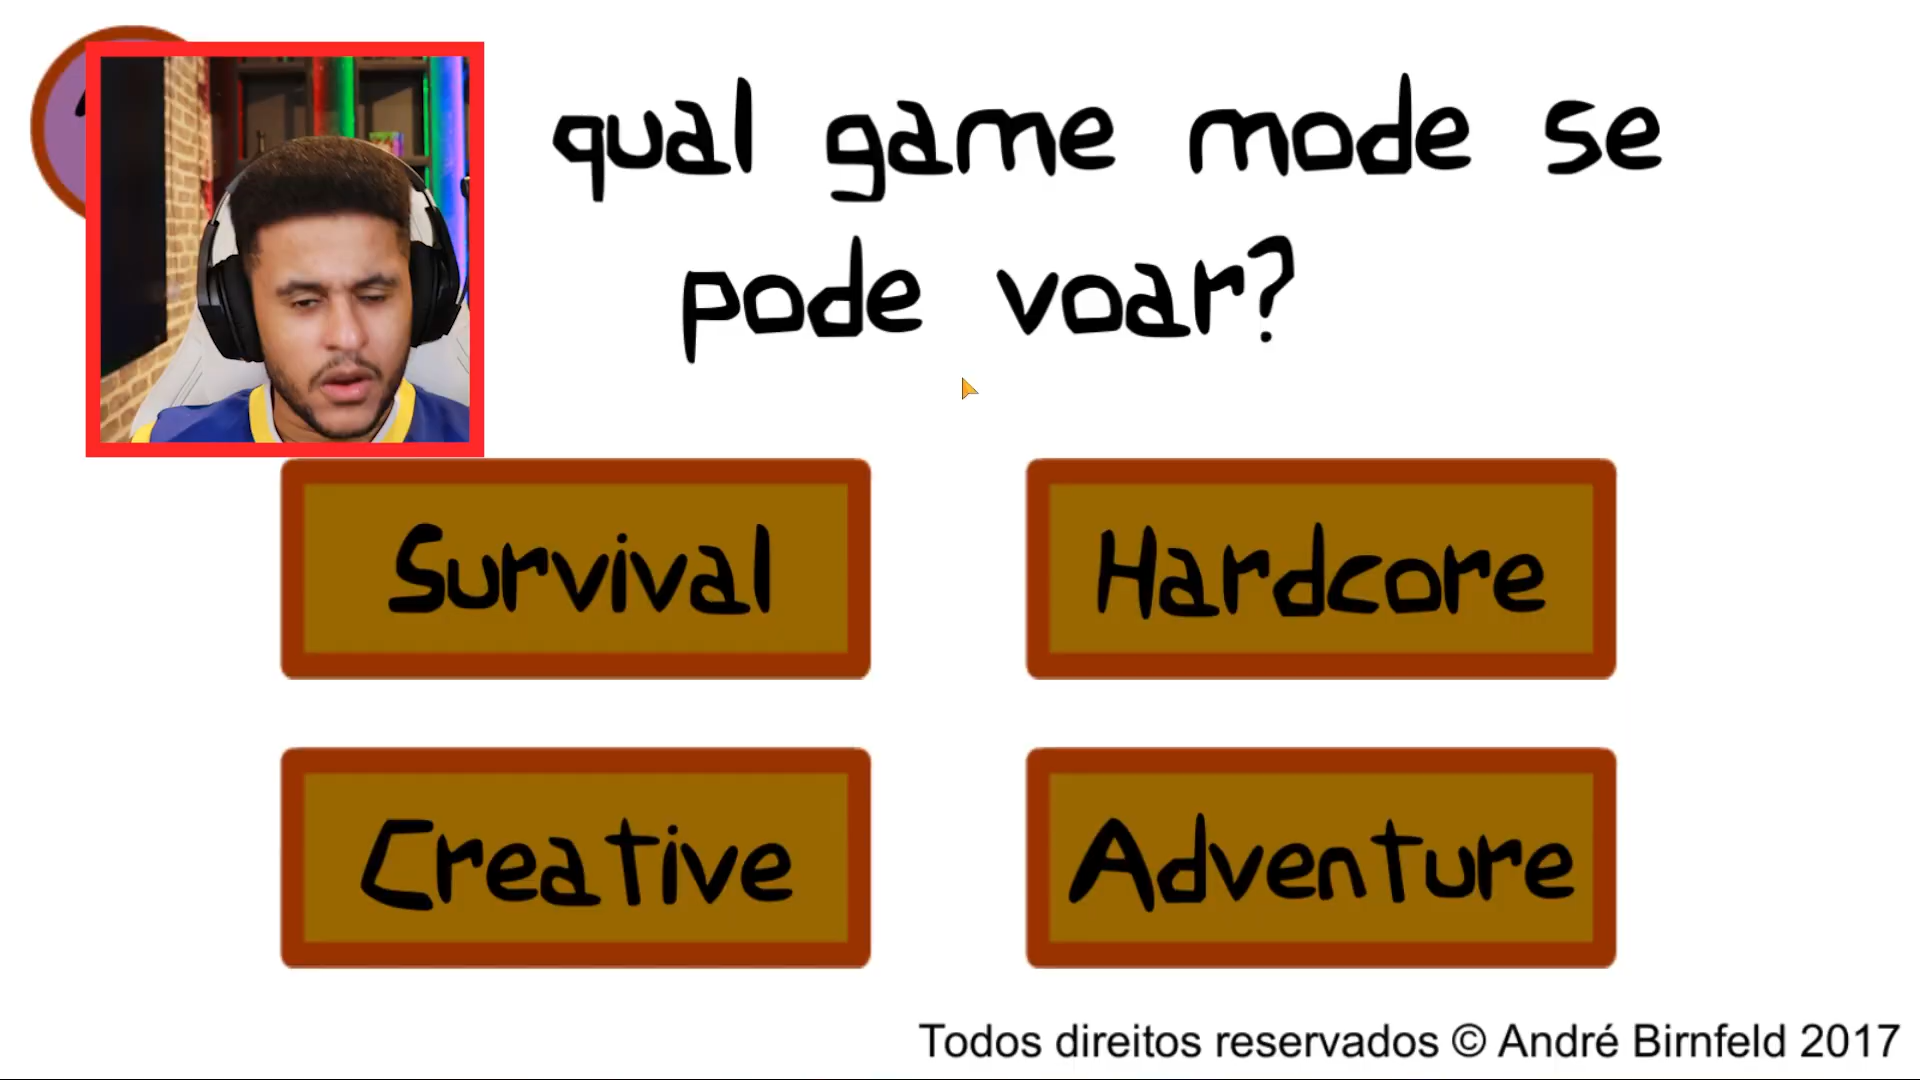 qual game mode se
pode voar?
Survival
Hardcore
Creative
Adventure
Todos direitos reservados © André Birnfeld 2017